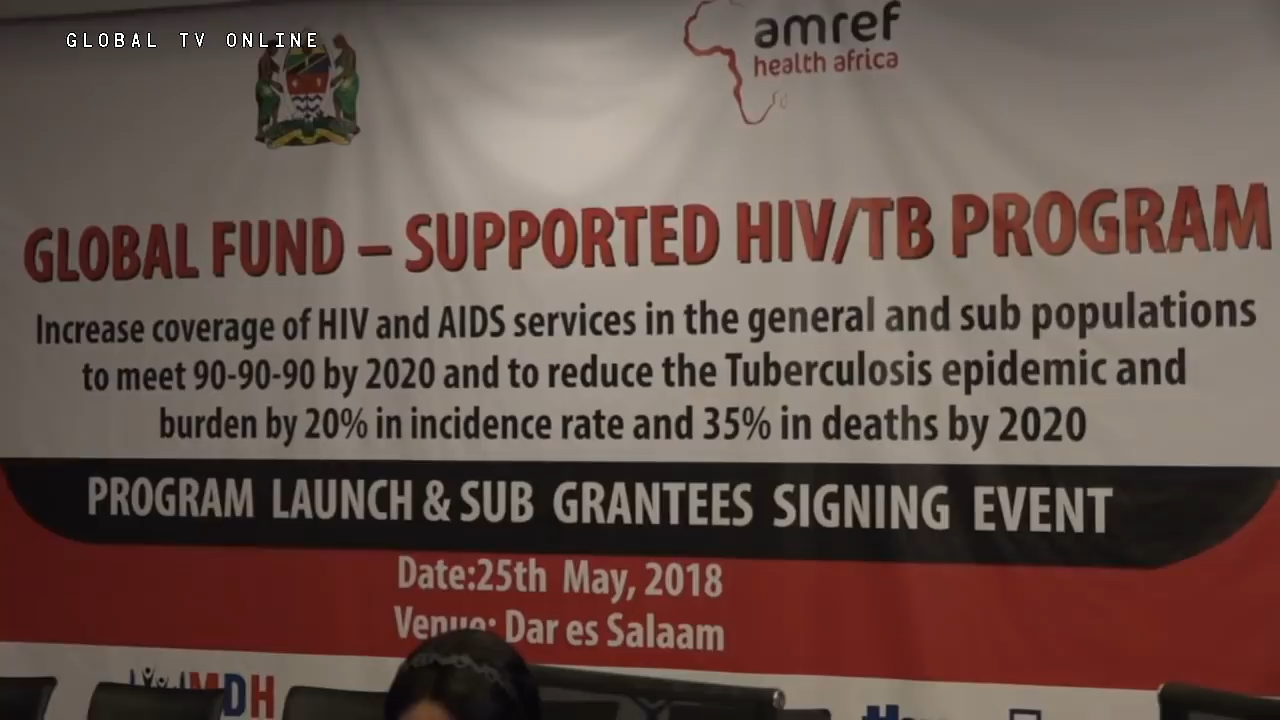 GLOBAL TV ONLINE
amref
health africa
GLOBAL FUND – SUPPORTED HIV/TB PROGRAM
Increase coverage of HIV and AIDS services in the general and sub populations
to meet 90-90-90 by 2020 and to reduce the Tuberculosis epidemic and
burden by 20% in incidence rate and 35% in deaths by 2020
PROGRAM LAUNCH & SUB GRANTEES SIGNING EVENT
Date:25th May, 2018
Venue: Dar es Salaam
MDH